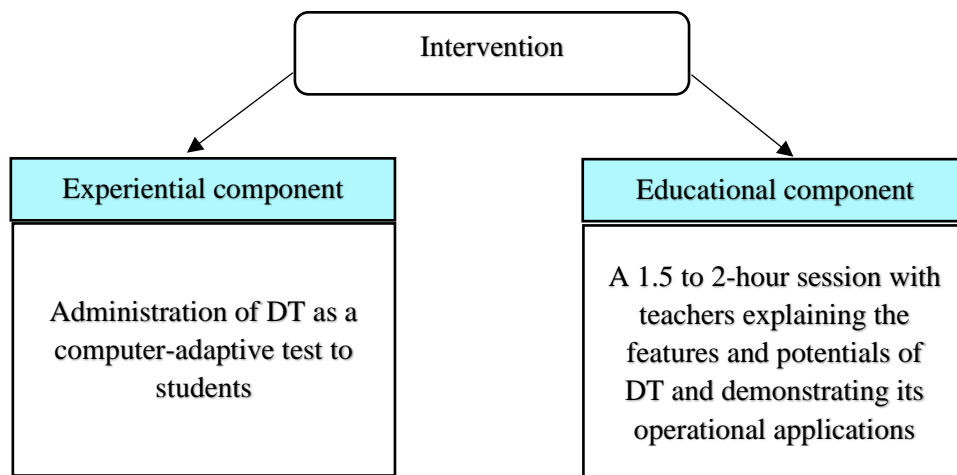 Intervention
Experiential component
Administration of DT as a
computer-adaptive test to
students
Educational component
A 1.5 to 2-hour session with
teachers explaining the
features and potentials of
DT and demonstrating its
operational applications